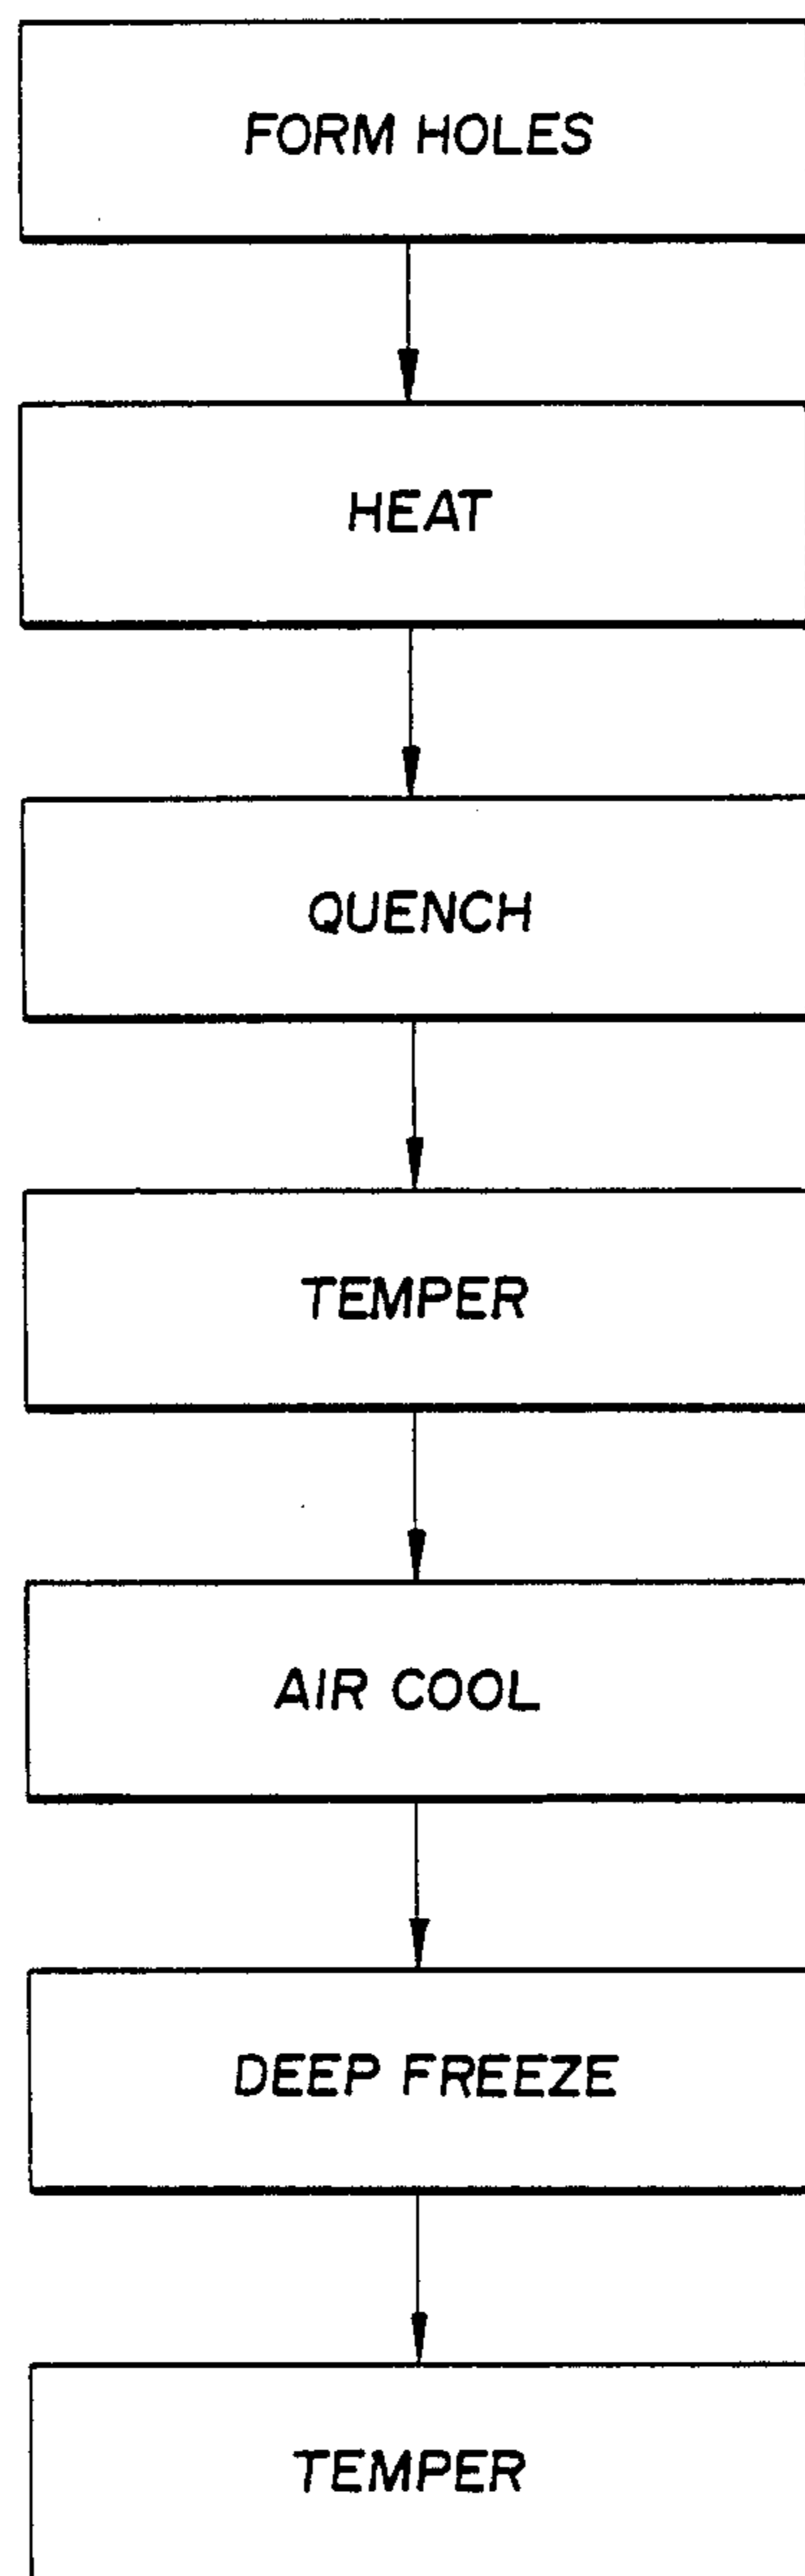 FORM HOLES
HEAT
QUENCH
TEMPER
AIR COOL
DEEP FREEZE
TEMPER